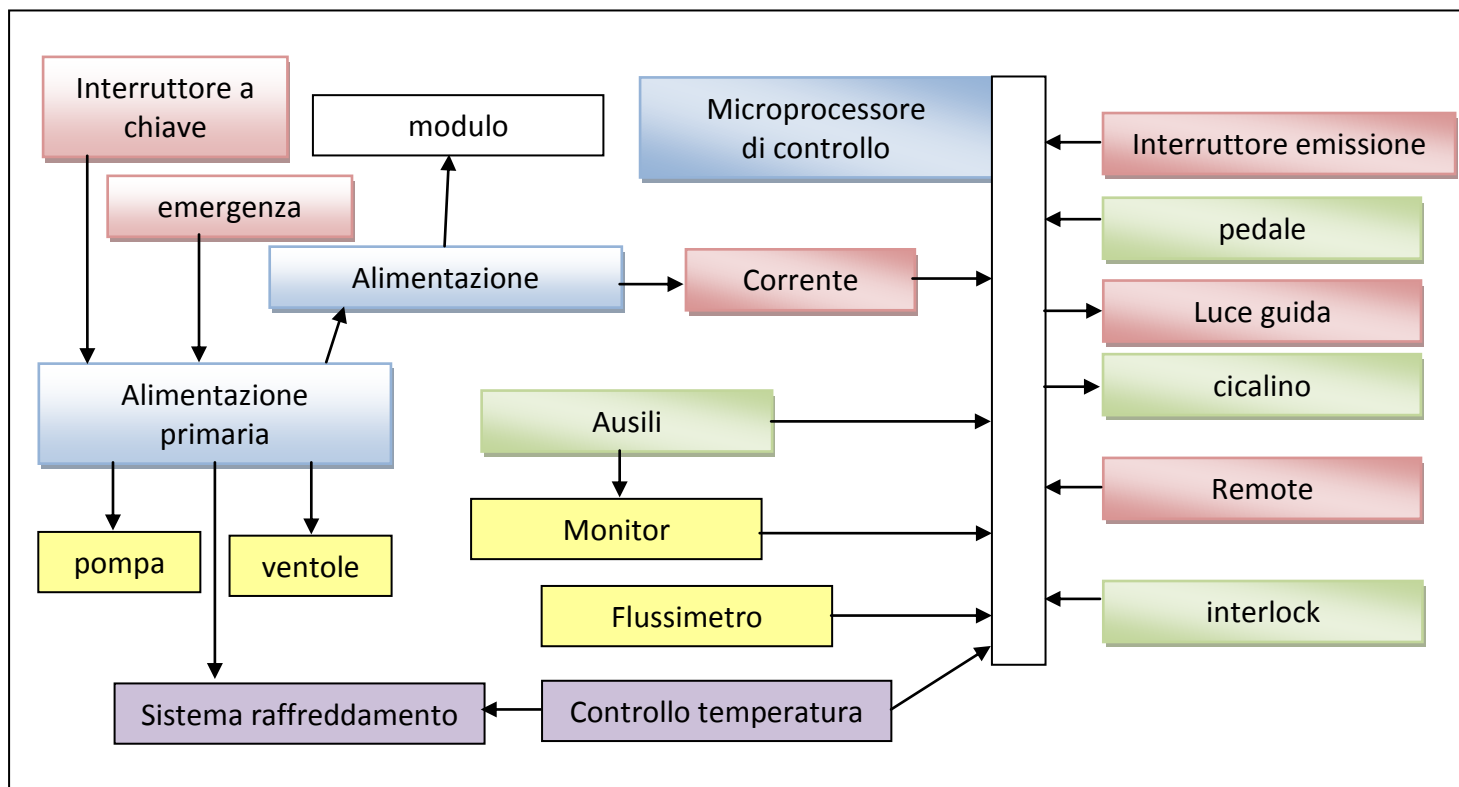 Interruttore a
chiave
modulo
Microprocessore
di controllo
Interruttore emissione
emergenza
pedale
Alimentazione
Corrente
Luce guida
Alimentazione
primaria
cicalino
Ausili
Remote
Monitor
pompa
ventole
Flussimetro
interlock
Sistema raffreddamento
Controllo temperatura